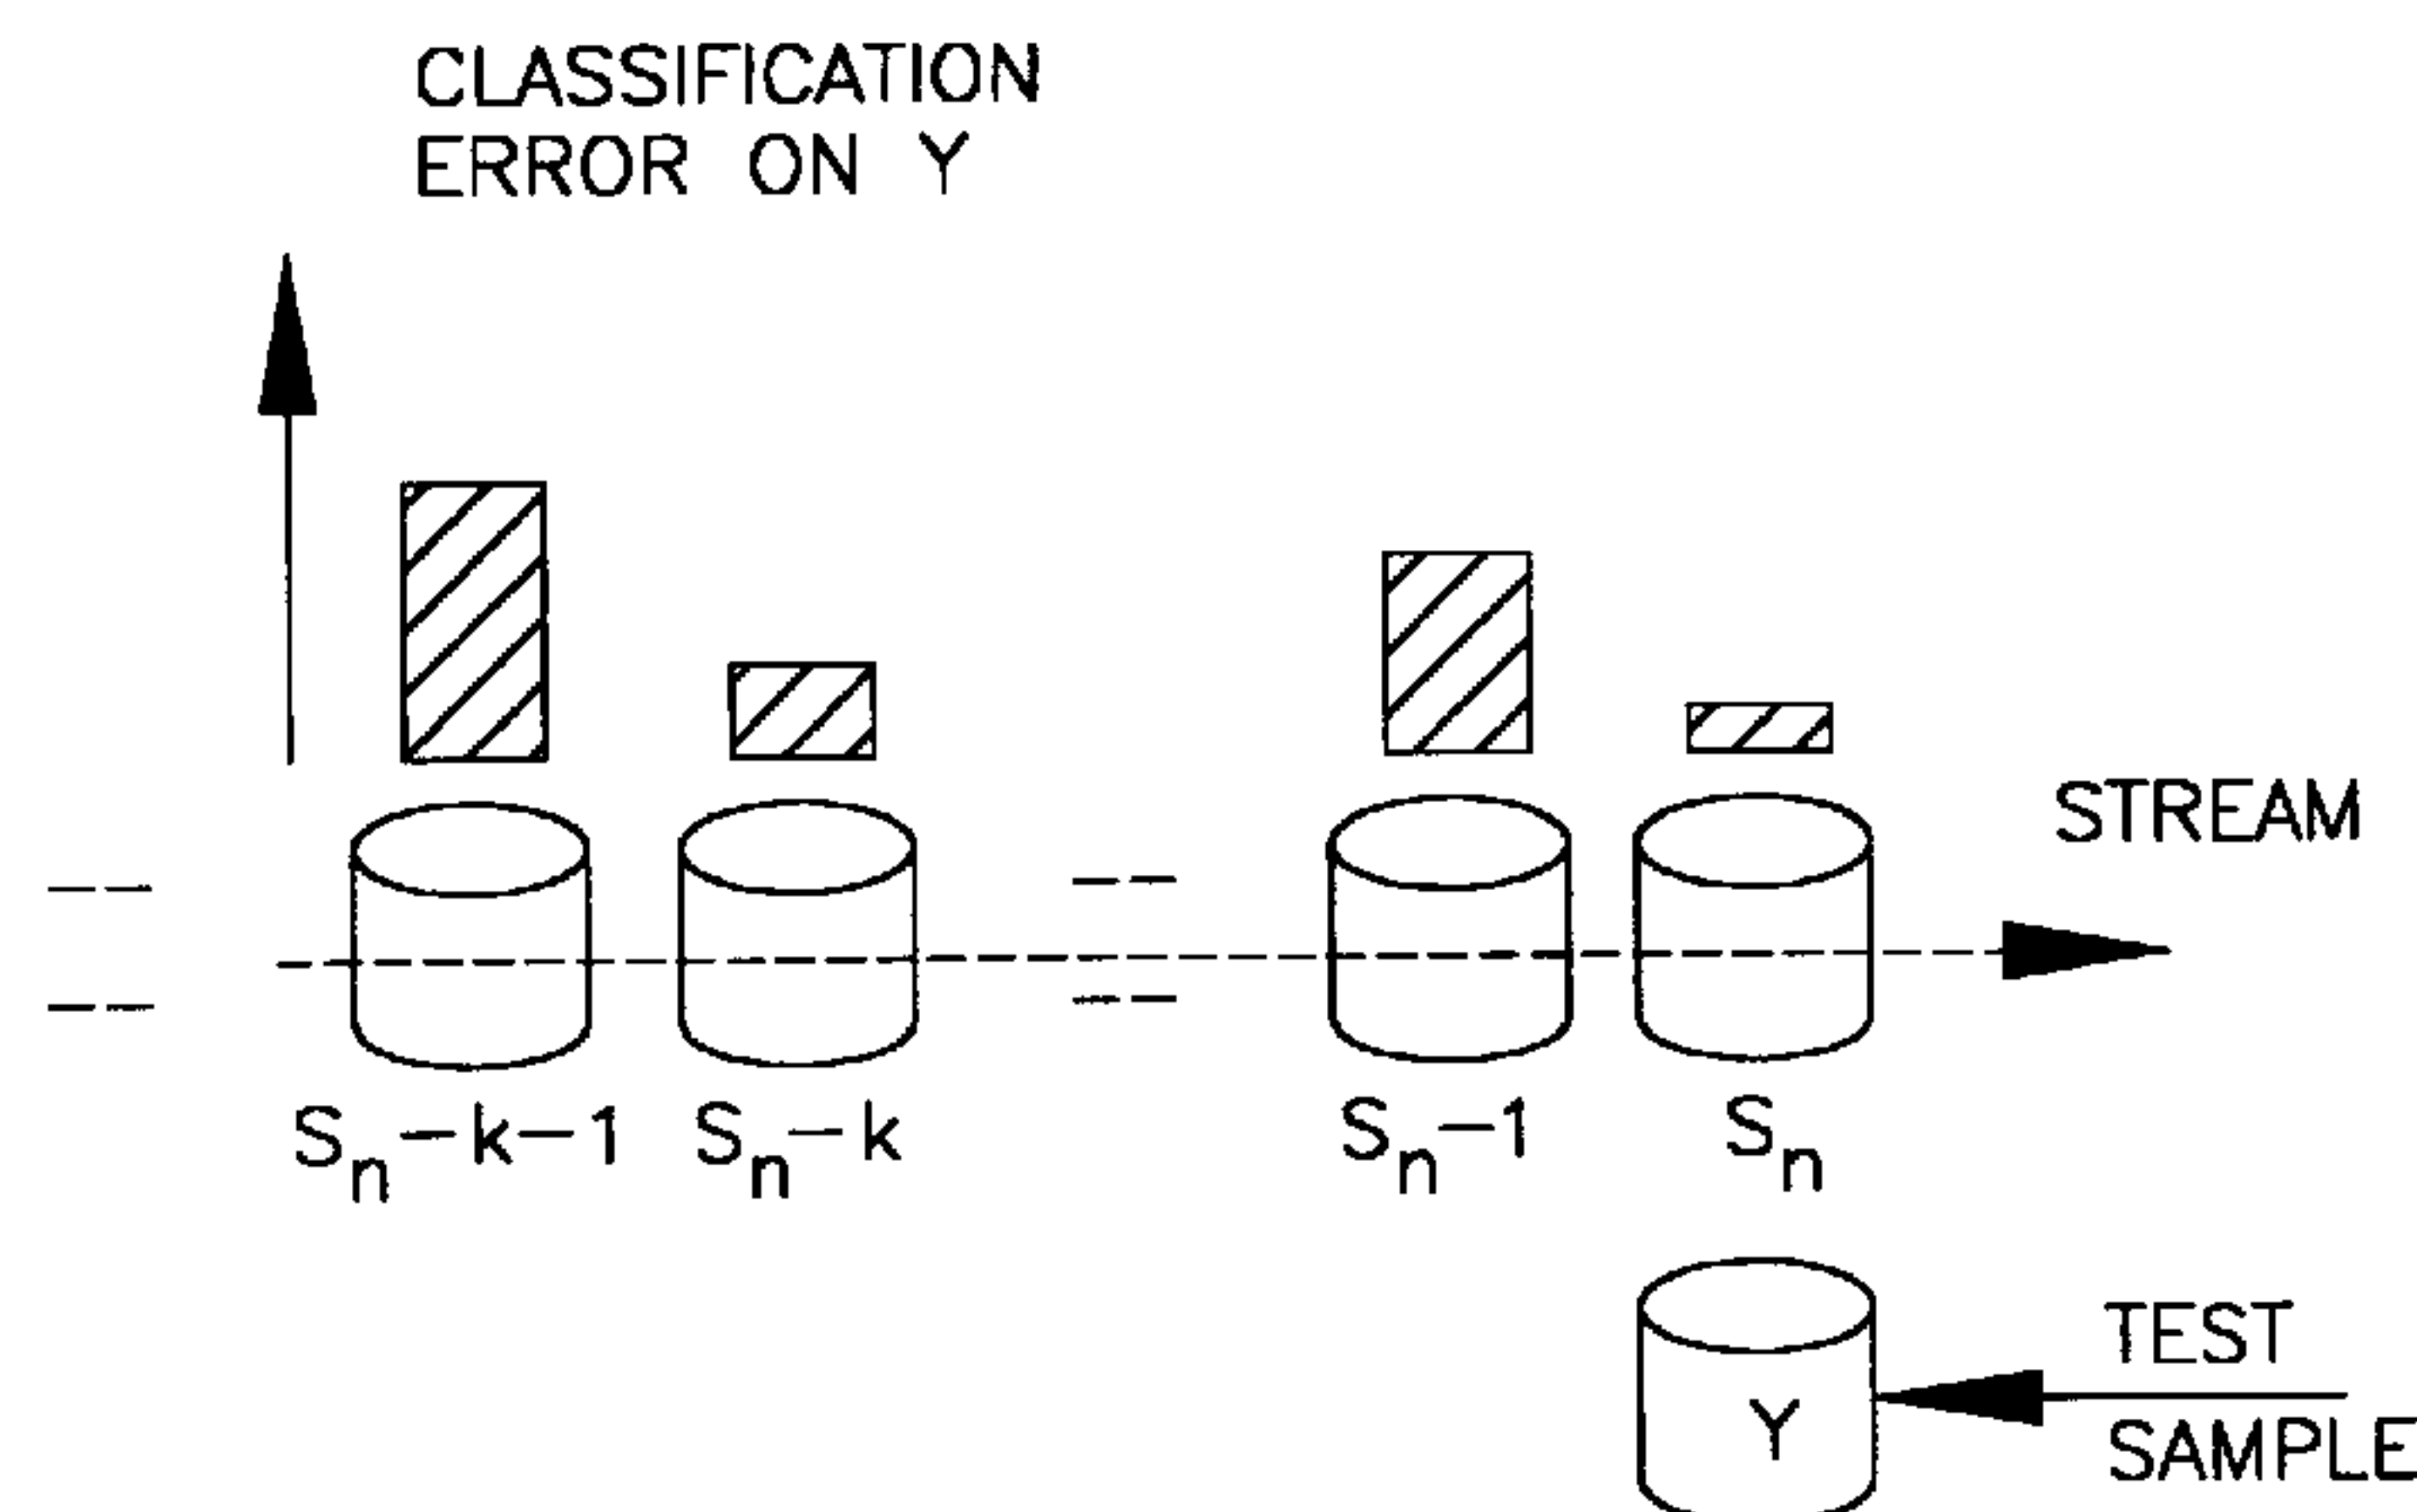 CLASSIFICATION
ERROR ON Y
STREAM
Sn-k-1 Sn-k Sn-1 Sn
TEST
Y
SAMPLE